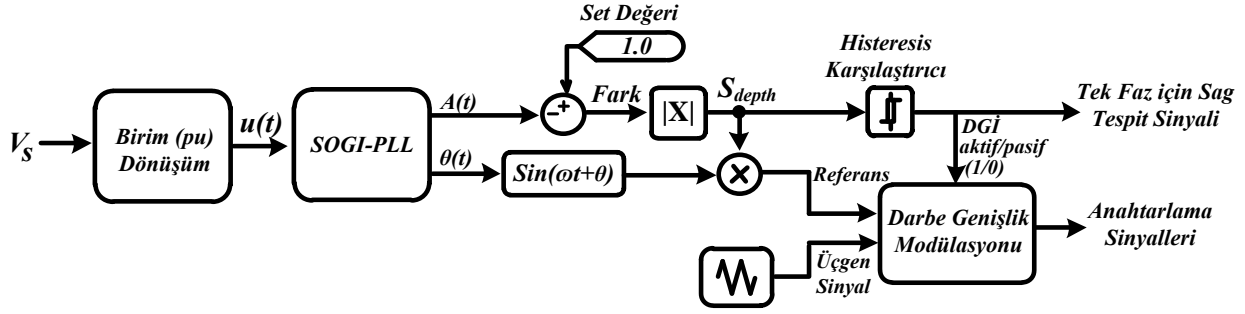 Set Değeri
1.0
Histeresis
Karşılaştırıcı
V_S
Birim (pu)
Dönüşüm
u(t)
SOGI-PLL
A(t)
θ(t)
−+
Fark
|X|
S_depth
Tek Faz için Sag
Tespit Sinyali
DGİ
aktif/pasif
(1/0)
Sin(ωt+θ)
×
Referans
Darbe Genişlik
Modülasyonu
Anahtarlama
Sinyalleri
Üçgen
Sinyal